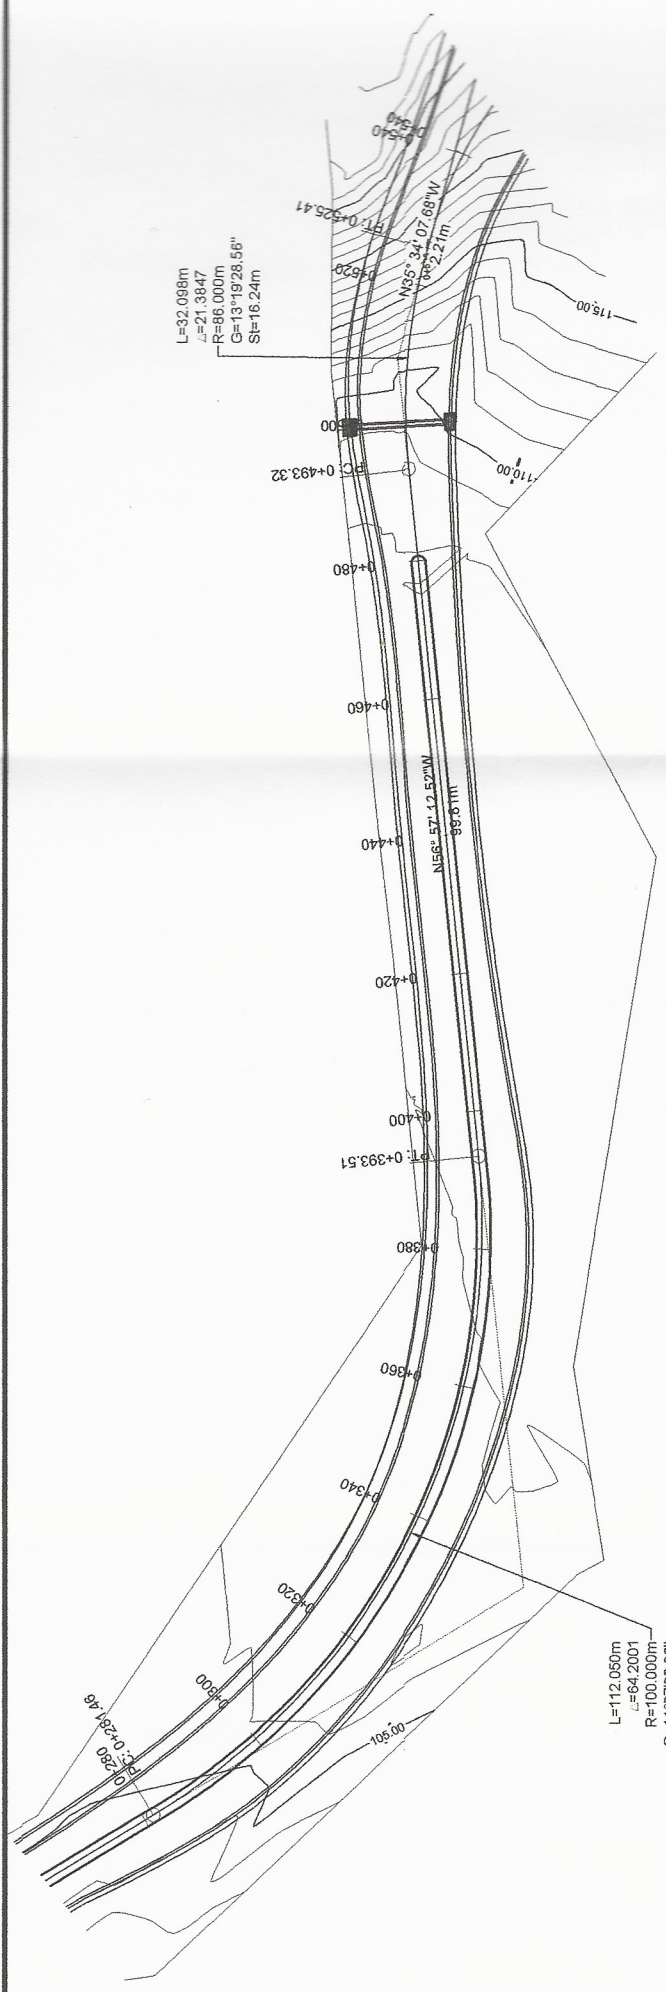 0+540
0+540
PT: 0+525.41
N35° 34' 07.68"W
2.21m
0+520
L=32.098m
△=21.3847
R=86.000m
G=13°19'28.56"
St=16.24m
115.00
PC: 0+493.32
110.00
0+480
0+460
N56° 57' 12.52"W
99.81m
0+440
0+420
0+400
PT: 0+393.51
0+380
0+360
0+340
0+320
0+300
PC: 0+281.46
0+280
105.00
L=112.050m
△=64.2001
R=100.000m